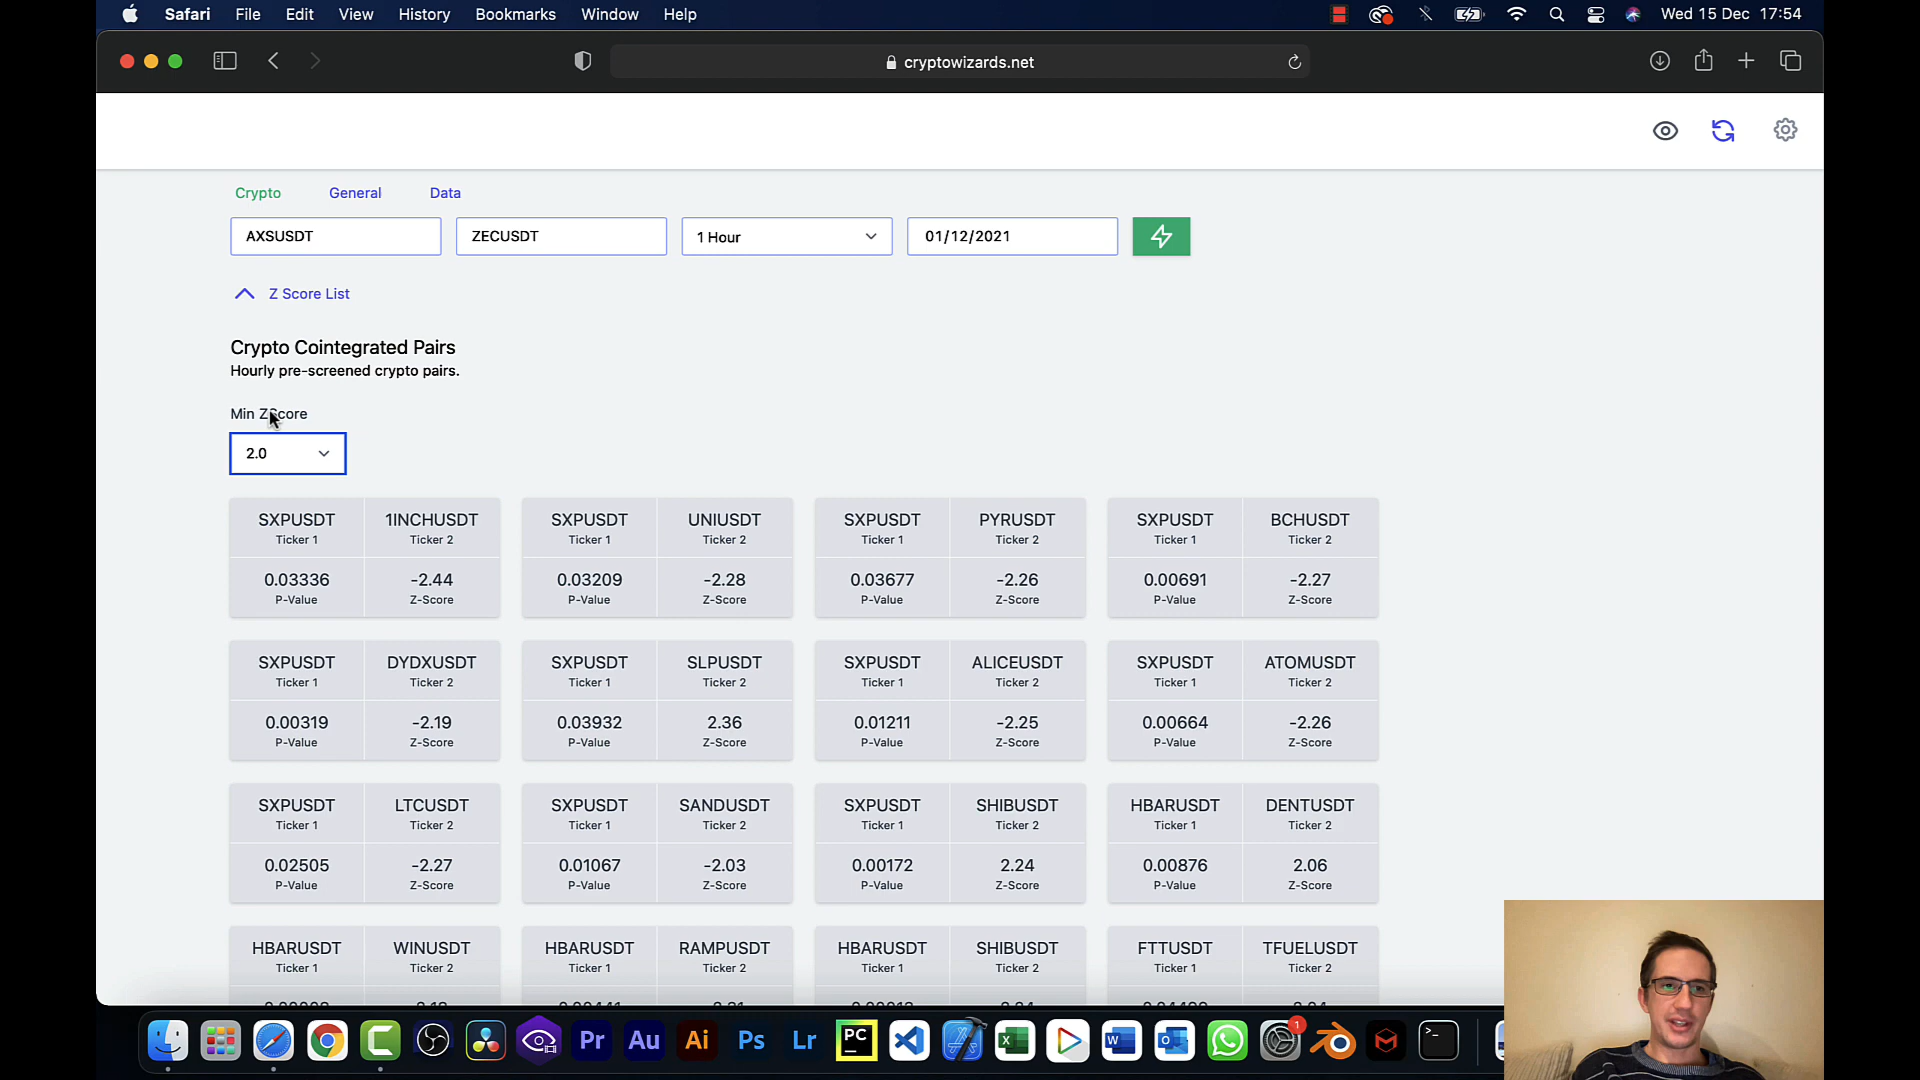 Safari File Edit View History Bookmarks Window Help Wed 15 Dec 17:54
cryptowizards.net
Crypto General Data
AXSUSDT ZECUSDT 1 Hour 01/12/2021
Z Score List
Crypto Cointegrated Pairs
Hourly pre-screened crypto pairs.
Min ZScore
2.0
SXPUSDT 1INCHUSDT SXPUSDT UNIUSDT SXPUSDT PYRUSDT SXPUSDT BCHUSDT
Ticker 1 Ticker 2 Ticker 1 Ticker 2 Ticker 1 Ticker 2 Ticker 1 Ticker 2
0.03336 -2.44 0.03209 -2.28 0.03677 -2.26 0.00691 -2.27
P-Value Z-Score P-Value Z-Score P-Value Z-Score P-Value Z-Score
SXPUSDT DYDXUSDT SXPUSDT SLPUSDT SXPUSDT ALICEUSDT SXPUSDT ATOMUSDT
Ticker 1 Ticker 2 Ticker 1 Ticker 2 Ticker 1 Ticker 2 Ticker 1 Ticker 2
0.00319 -2.19 0.03932 2.36 0.01211 -2.25 0.00664 -2.26
P-Value Z-Score P-Value Z-Score P-Value Z-Score P-Value Z-Score
SXPUSDT LTCUSDT SXPUSDT SANDUSDT SXPUSDT SHIBUSDT HBARUSDT DENTUSDT
Ticker 1 Ticker 2 Ticker 1 Ticker 2 Ticker 1 Ticker 2 Ticker 1 Ticker 2
0.02505 -2.27 0.01067 -2.03 0.00172 2.24 0.00876 2.06
P-Value Z-Score P-Value Z-Score P-Value Z-Score P-Value Z-Score
HBARUSDT WINUSDT HBARUSDT RAMPUSDT HBARUSDT SHIBUSDT FTTUSDT TFUELUSDT
Ticker 1 Ticker 2 Ticker 1 Ticker 2 Ticker 1 Ticker 2 Ticker 1 Ticker 2
Pr Au Ai Ps Lr PC X W O 1